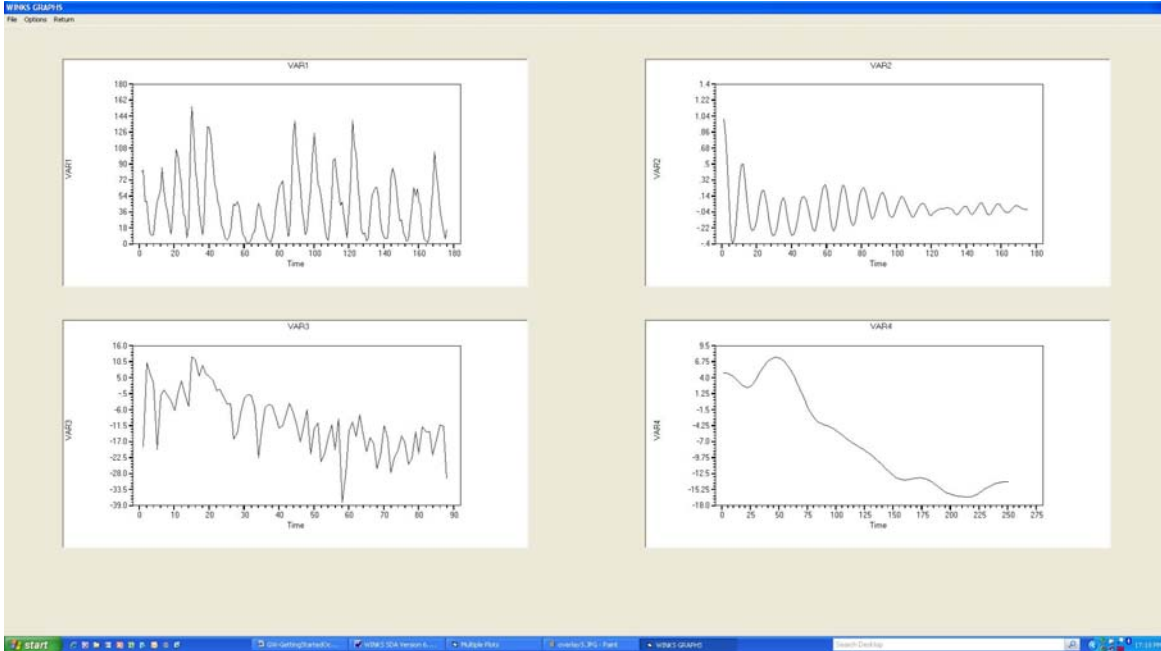 WINKS GRAPHS
File Options Return
VAR1
180
162
144
126
108
90
72
54
36
18
0
VAR1
0 20 40 60 80 100 120 140 160 180
Time
VAR2
1.4
1.22
1.04
.86
.68
.5
.32
.14
-.04
-.22
-.4
VAR2
0 20 40 60 80 100 120 140 160 180
Time
VAR3
16.0
10.5
5.0
-.5
-6.0
-11.5
-17.0
-22.5
-28.0
-33.5
-39.0
VAR3
0 10 20 30 40 50 60 70 80 90
Time
VAR4
9.5
6.75
4.0
1.25
-1.5
-4.25
-7.0
-9.75
-12.5
-15.25
-18.0
VAR4
0 25 50 75 100 125 150 175 200 225 250 275
Time
start
GW-GettingStartedOc...
WINKS SDA Version 6....
Multiple Plots
overlay3.JPG - Paint
WINKS GRAPHS
Search Desktop